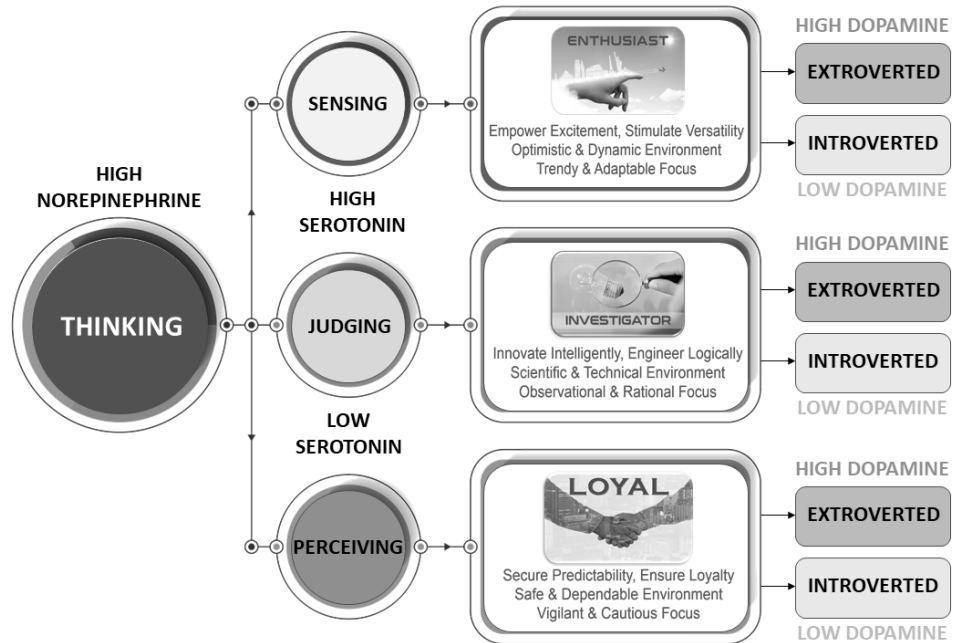 HIGH
NOREPINEPHRINE
THINKING
SENSING
HIGH
SEROTONIN
JUDGING
LOW
SEROTONIN
PERCEIVING
ENTHUSIAST
Empower Excitement, Stimulate Versatility
Optimistic & Dynamic Environment
Trendy & Adaptable Focus
HIGH DOPAMINE
EXTROVERTED
INTROVERTED
LOW DOPAMINE
INVESTIGATOR
Innovate Intelligently, Engineer Logically
Scientific & Technical Environment
Observational & Rational Focus
HIGH DOPAMINE
EXTROVERTED
INTROVERTED
LOW DOPAMINE
LOYAL
Secure Predictability, Ensure Loyalty
Safe & Dependable Environment
Vigilant & Cautious Focus
HIGH DOPAMINE
EXTROVERTED
INTROVERTED
LOW DOPAMINE